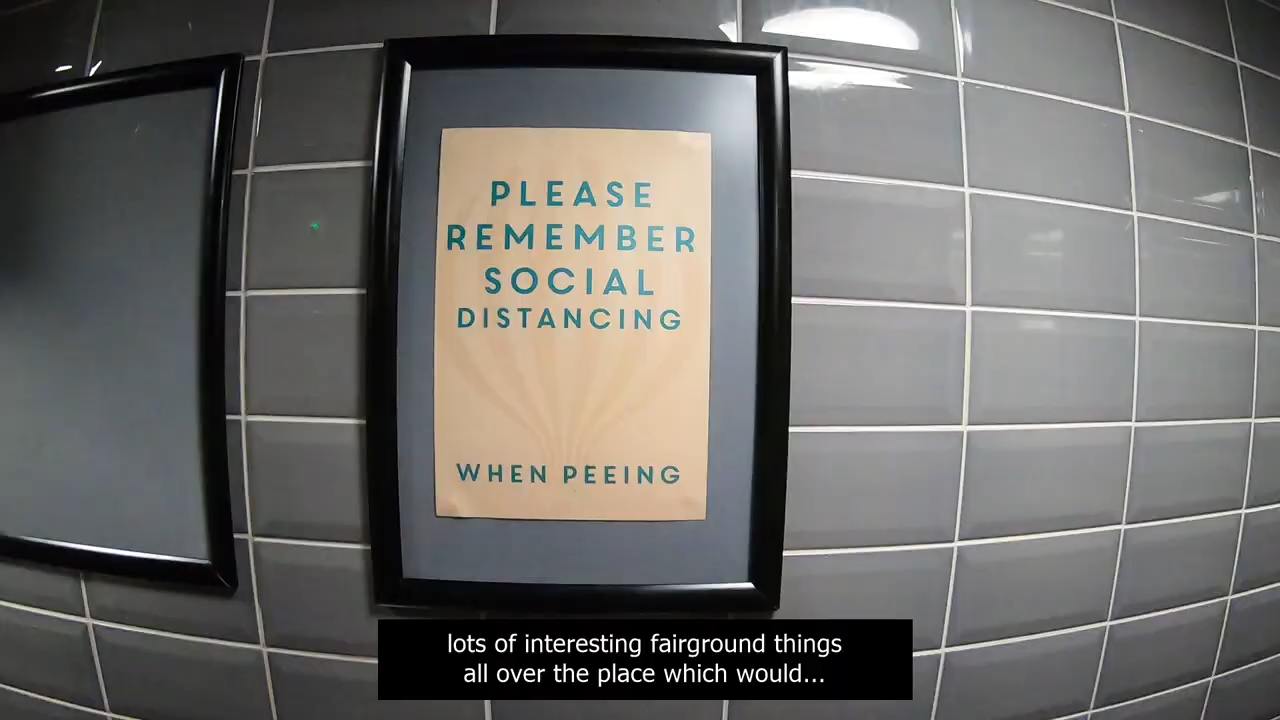 PLEASE
REMEMBER
SOCIAL
DISTANCING
WHEN PEEING
lots of interesting fairground things
all over the place which would...